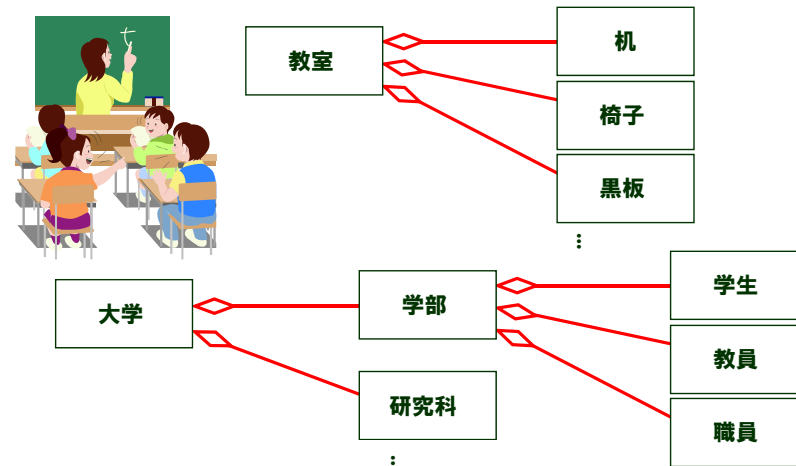 教室
机
椅子
黒板
⋮
大学
学部
研究科
⋮
学生
教員
職員